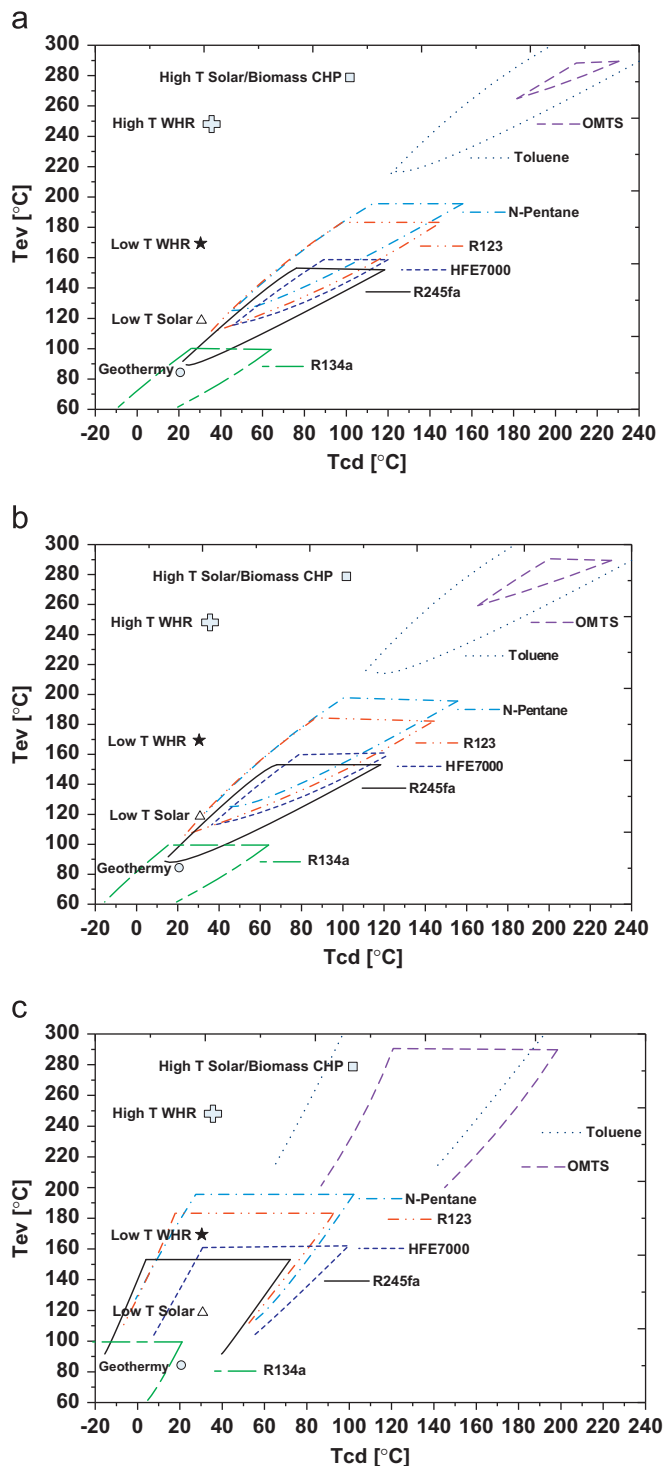 a
300
280
260
240
220
200
180
160
140
120
100
80
60
Tev [°C]
High T Solar/Biomass CHP
High T WHR
OMTS
Toluene
N-Pentane
Low T WHR
R123
HFE7000
R245fa
Low T Solar
Geothermy
R134a
-20 0 20 40 60 80 100 120 140 160 180 200 220 240
Tcd [°C]
b
300
280
260
240
220
200
180
160
140
120
100
80
60
Tev [°C]
High T Solar/Biomass CHP
High T WHR
OMTS
Toluene
N-Pentane
Low T WHR
R123
HFE7000
R245fa
Low T Solar
Geothermy
R134a
-20 0 20 40 60 80 100 120 140 160 180 200 220 240
Tcd [°C]
c
300
280
260
240
220
200
180
160
140
120
100
80
60
Tev [°C]
High T Solar/Biomass CHP
High T WHR
Toluene
OMTS
N-Pentane
R123
Low T WHR
HFE7000
R245fa
Low T Solar
Geothermy
R134a
-20 0 20 40 60 80 100 120 140 160 180 200 220 240
Tcd [°C]